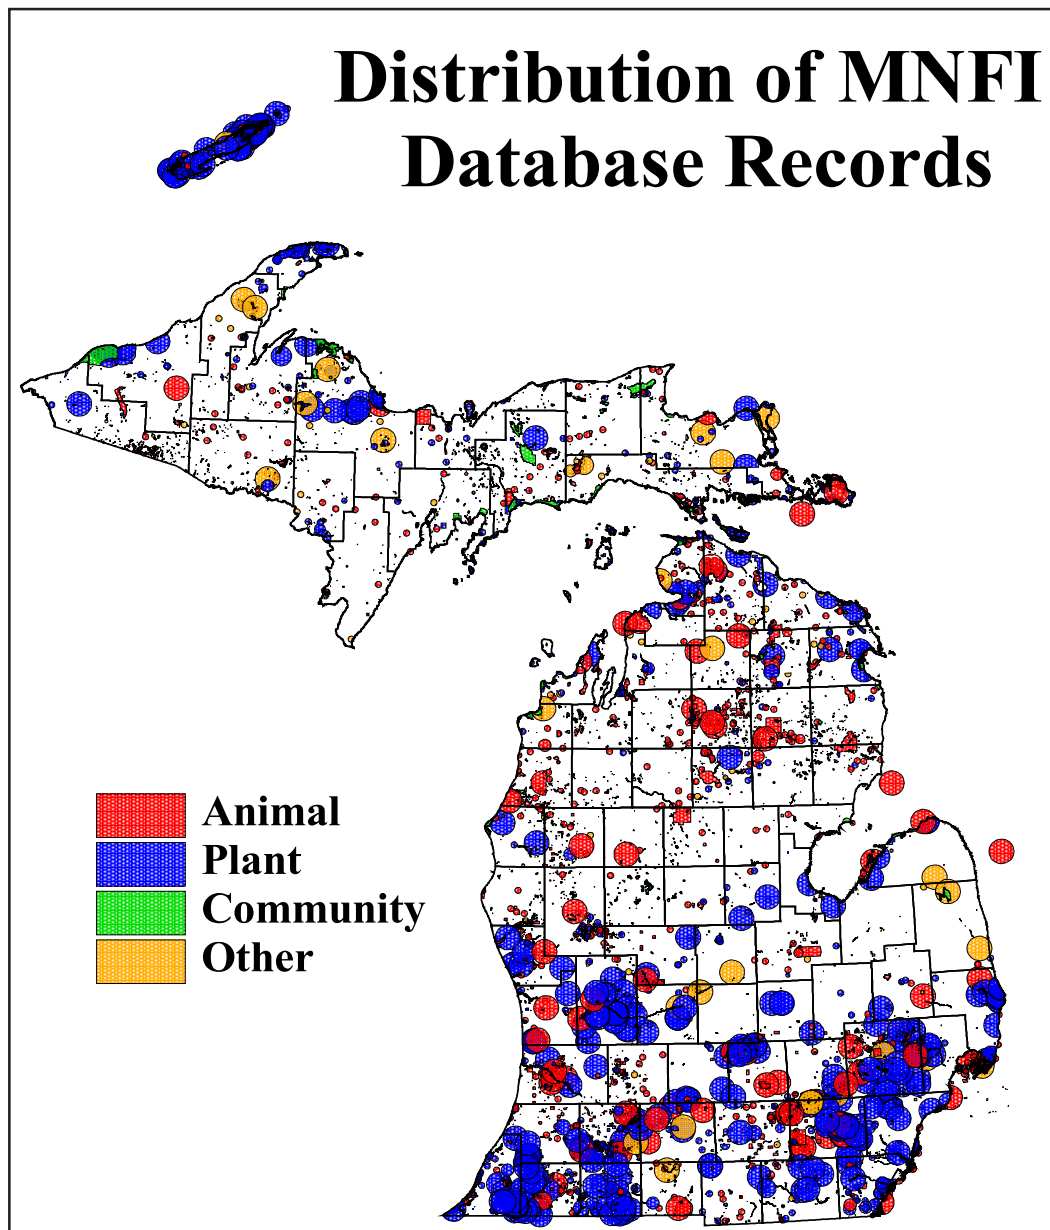 Distribution of MNFI
Database Records
Animal
Plant
Community
Other